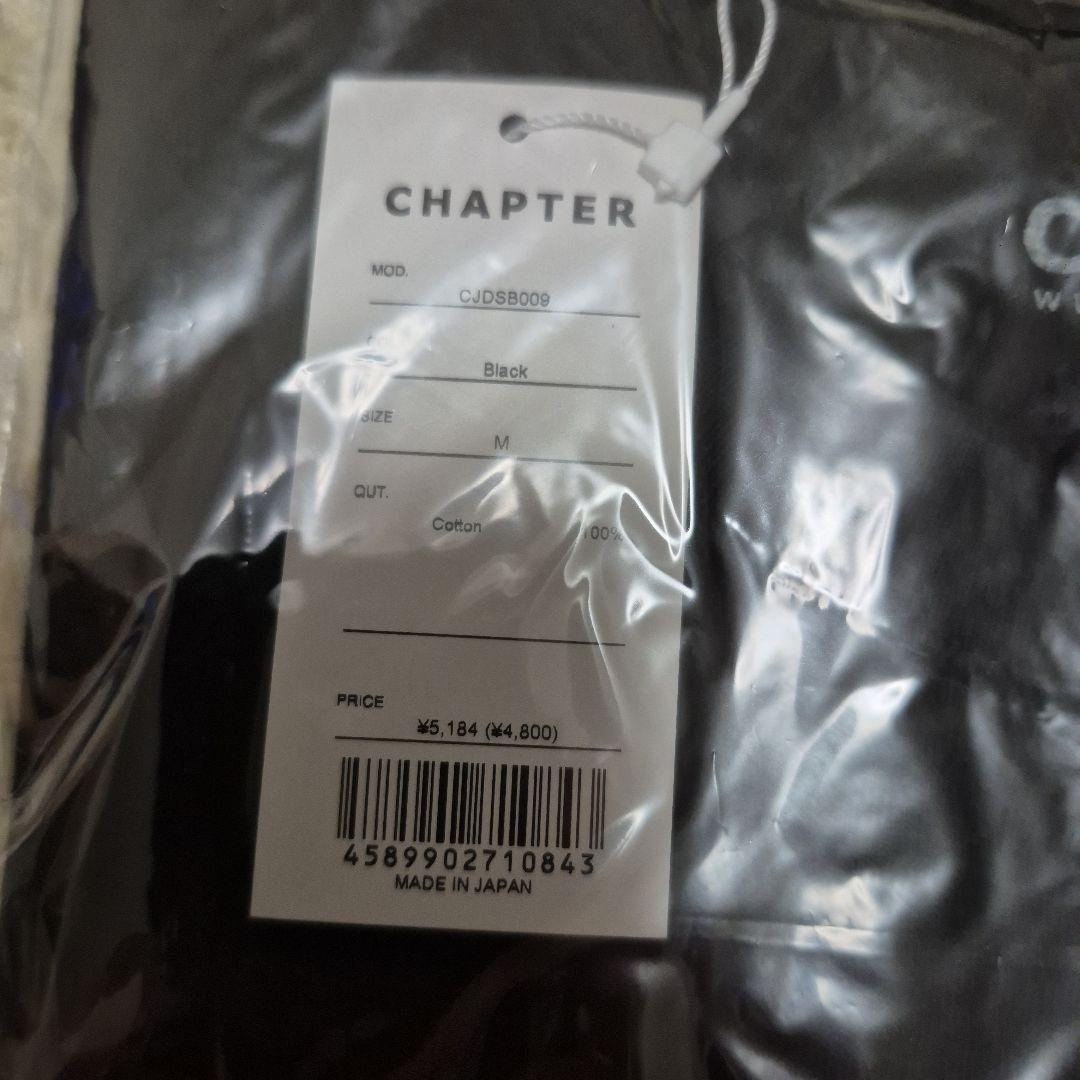 CHAPTER
MOD.
CJDSB009
Black
SIZE
M
QUT.
Cotton 100%
PRICE
¥5,184 (¥4,800)
4589902710843
MADE IN JAPAN